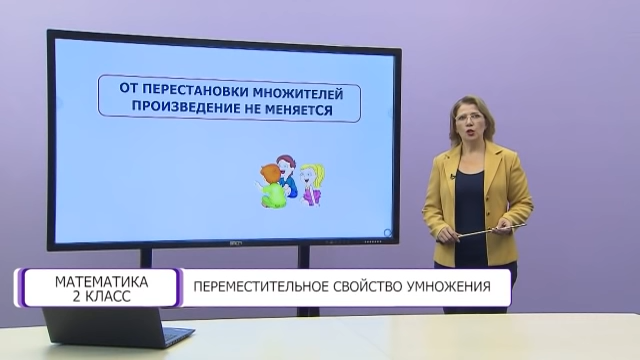 ОТ ПЕРЕСТАНОВКИ МНОЖИТЕЛЕЙ
ПРОИЗВЕДЕНИЕ НЕ МЕНЯЕТСЯ
МАТЕМАТИКА
2 КЛАСС
ПЕРЕМЕСТИТЕЛЬНОЕ СВОЙСТВО УМНОЖЕНИЯ